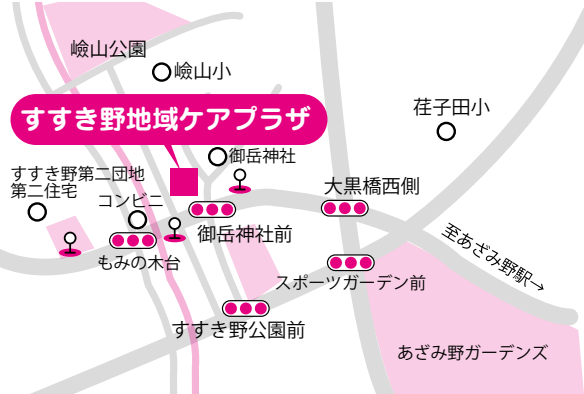 嶮山公園
嶮山小
すすき野地域ケアプラザ
荏子田小
御岳神社
すすき野第二団地
第二住宅
コンビニ
大黒橋西側
御岳神社前
至あざみ野駅→
もみの木台
スポーツガーデン前
すすき野公園前
あざみ野ガーデンズ